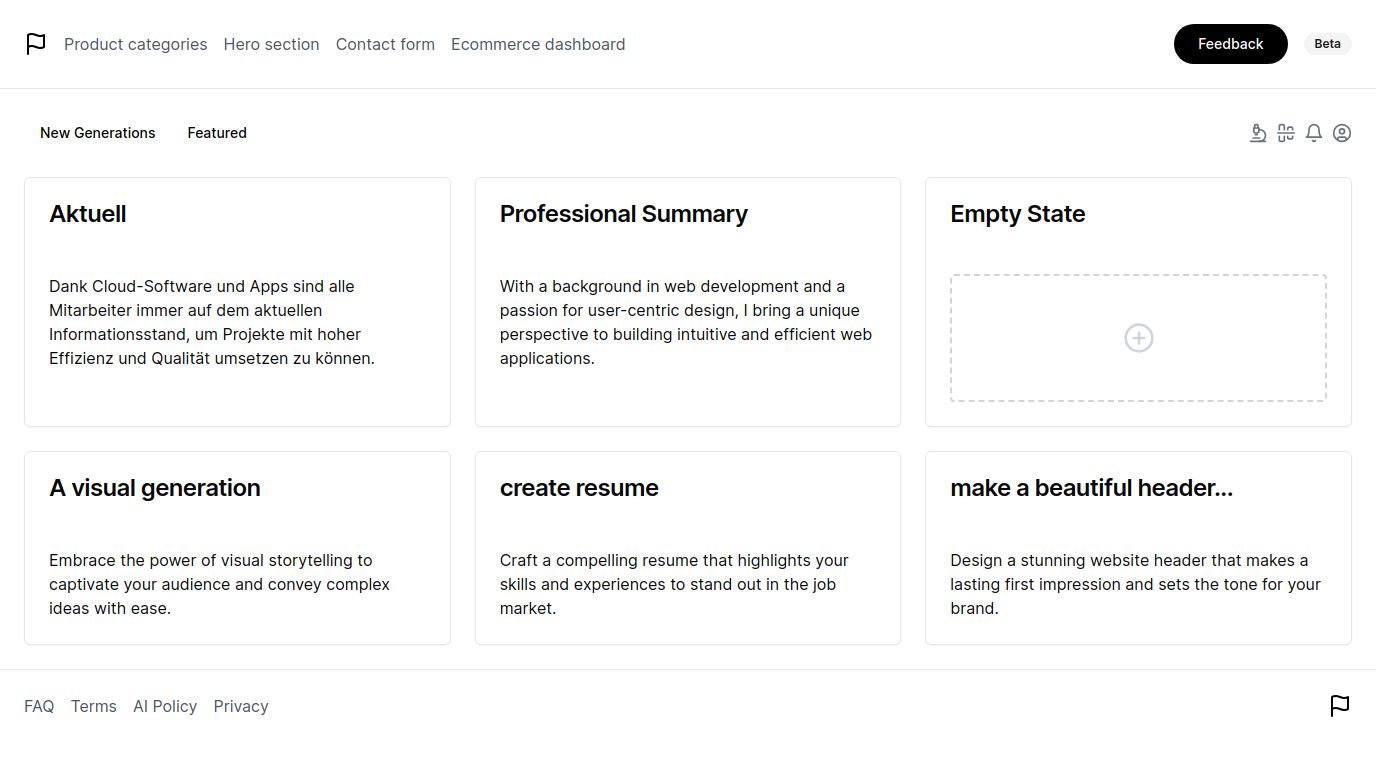 Product categories Hero section Contact form Ecommerce dashboard Feedback Beta
New Generations Featured
Aktuell
Dank Cloud-Software und Apps sind alle
Mitarbeiter immer auf dem aktuellen
Informationsstand, um Projekte mit hoher
Effizienz und Qualität umsetzen zu können.
Professional Summary
With a background in web development and a
passion for user-centric design, I bring a unique
perspective to building intuitive and efficient web
applications.
Empty State
A visual generation
Embrace the power of visual storytelling to
captivate your audience and convey complex
ideas with ease.
create resume
Craft a compelling resume that highlights your
skills and experiences to stand out in the job
market.
make a beautiful header...
Design a stunning website header that makes a
lasting first impression and sets the tone for your
brand.
FAQ Terms AI Policy Privacy